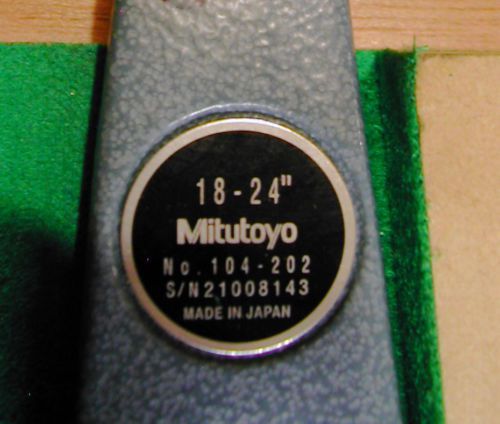 18-24"
Mitutoyo
No. 104-202
S/N21008143
MADE IN JAPAN